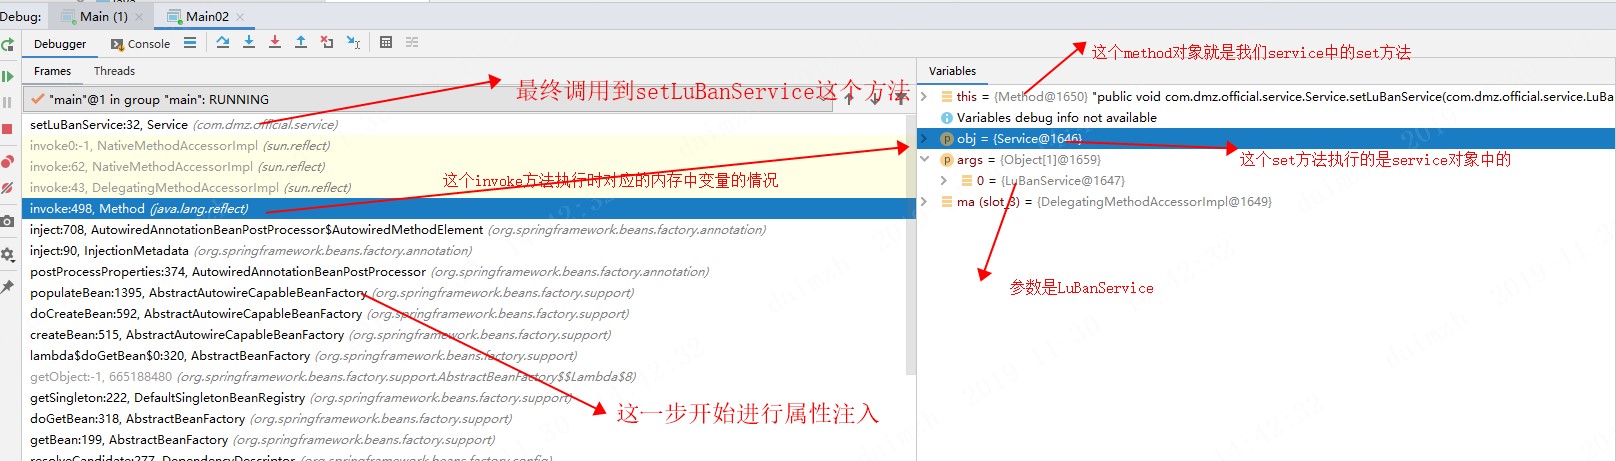 Debug: Main (1) × Main02 ×
Debugger Console
Frames Threads
Variables
"main"@1 in group "main": RUNNING
最终调用到setLuBanService这个方法
这个method对象就是我们service中的set方法
setLuBanService:32, Service (com.dmz.official.service)
invoke0:-1, NativeMethodAccessorImpl (sun.reflect)
invoke:62, NativeMethodAccessorImpl (sun.reflect)
invoke:43, DelegatingMethodAccessorImpl (sun.reflect)
这个invoke方法执行时对应的内存中变量的情况
invoke:498, Method (java.lang.reflect)
inject:708, AutowiredAnnotationBeanPostProcessor$AutowiredMethodElement (org.springframework.beans.factory.annotation)
inject:90, InjectionMetadata (org.springframework.beans.factory.annotation)
postProcessProperties:374, AutowiredAnnotationBeanPostProcessor (org.springframework.beans.factory.annotation)
populateBean:1395, AbstractAutowireCapableBeanFactory (org.springframework.beans.factory.support)
doCreateBean:592, AbstractAutowireCapableBeanFactory (org.springframework.beans.factory.support)
createBean:515, AbstractAutowireCapableBeanFactory (org.springframework.beans.factory.support)
lambda$doGetBean$0:320, AbstractBeanFactory (org.springframework.beans.factory.support)
getObject:-1, 665188480 (org.springframework.beans.factory.support.AbstractBeanFactory$$Lambda$8)
getSingleton:222, DefaultSingletonBeanRegistry (org.springframework.beans.factory.support)
doGetBean:318, AbstractBeanFactory (org.springframework.beans.factory.support)
getBean:199, AbstractBeanFactory (org.springframework.beans.factory.support)
resolveCandidate:277, DependencyDescriptor (org.springframework.beans.factory.config)
这一步开始进行属性注入
this = {Method@1650} "public void com.dmz.official.service.Service.setLuBanService(com.dmz.official.service.LuBa
Variables debug info not available
obj = {Service@1646}
args = {Object[1]@1659}
这个set方法执行的是service对象中的
0 = {LuBanService@1647}
ma (slot_3) = {DelegatingMethodAccessorImpl@1649}
参数是LuBanService